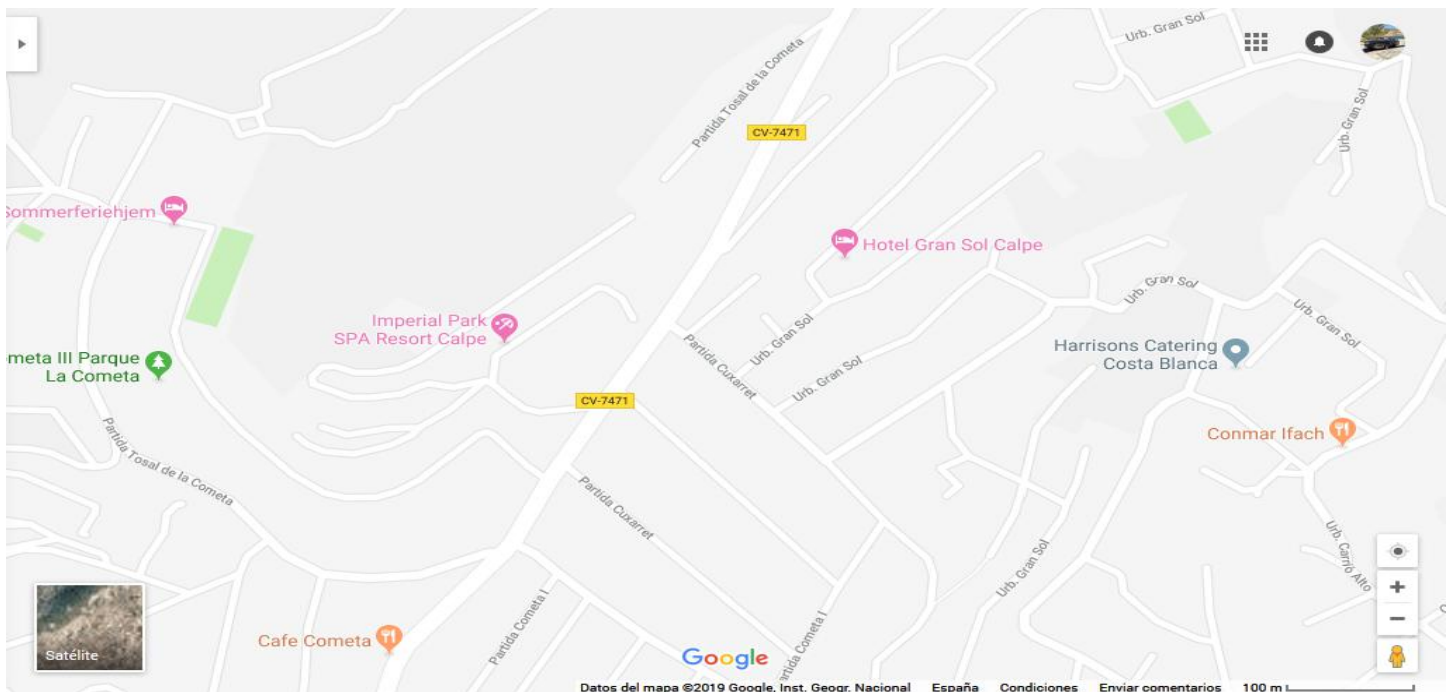 Urb. Gran Sol
Partida Tosal de la Cometa
CV-7471
Urb. Gran Sol
Sommerferiehjem
Hotel Gran Sol Calpe
Urb. Gran Sol
Urb. Gran Sol
Imperial Park
SPA Resort Calpe
Partida Cuxarret
Urb. Gran Sol
Urb. Gran Sol
Harrisons Catering
Costa Blanca
meta III Parque
La Cometa
CV-7471
Conmar Ifach
Partida Tosal de la Cometa
Partida Cuxarret
Urb. Gran Sol
Urb. Carrió Alto
Partida Cometa I
artida Cometa I
Cafe Cometa
Satélite
Google
Datos del mapa ©2019 Google, Inst. Geogr. Nacional España Condiciones Enviar comentarios 100 m